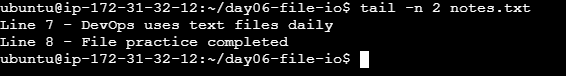 ubuntu@ip-172-31-32-12:~/day06-file-io$ tail -n 2 notes.txt
Line 7 - DevOps uses text files daily
Line 8 - File practice completed
ubuntu@ip-172-31-32-12:~/day06-file-io$